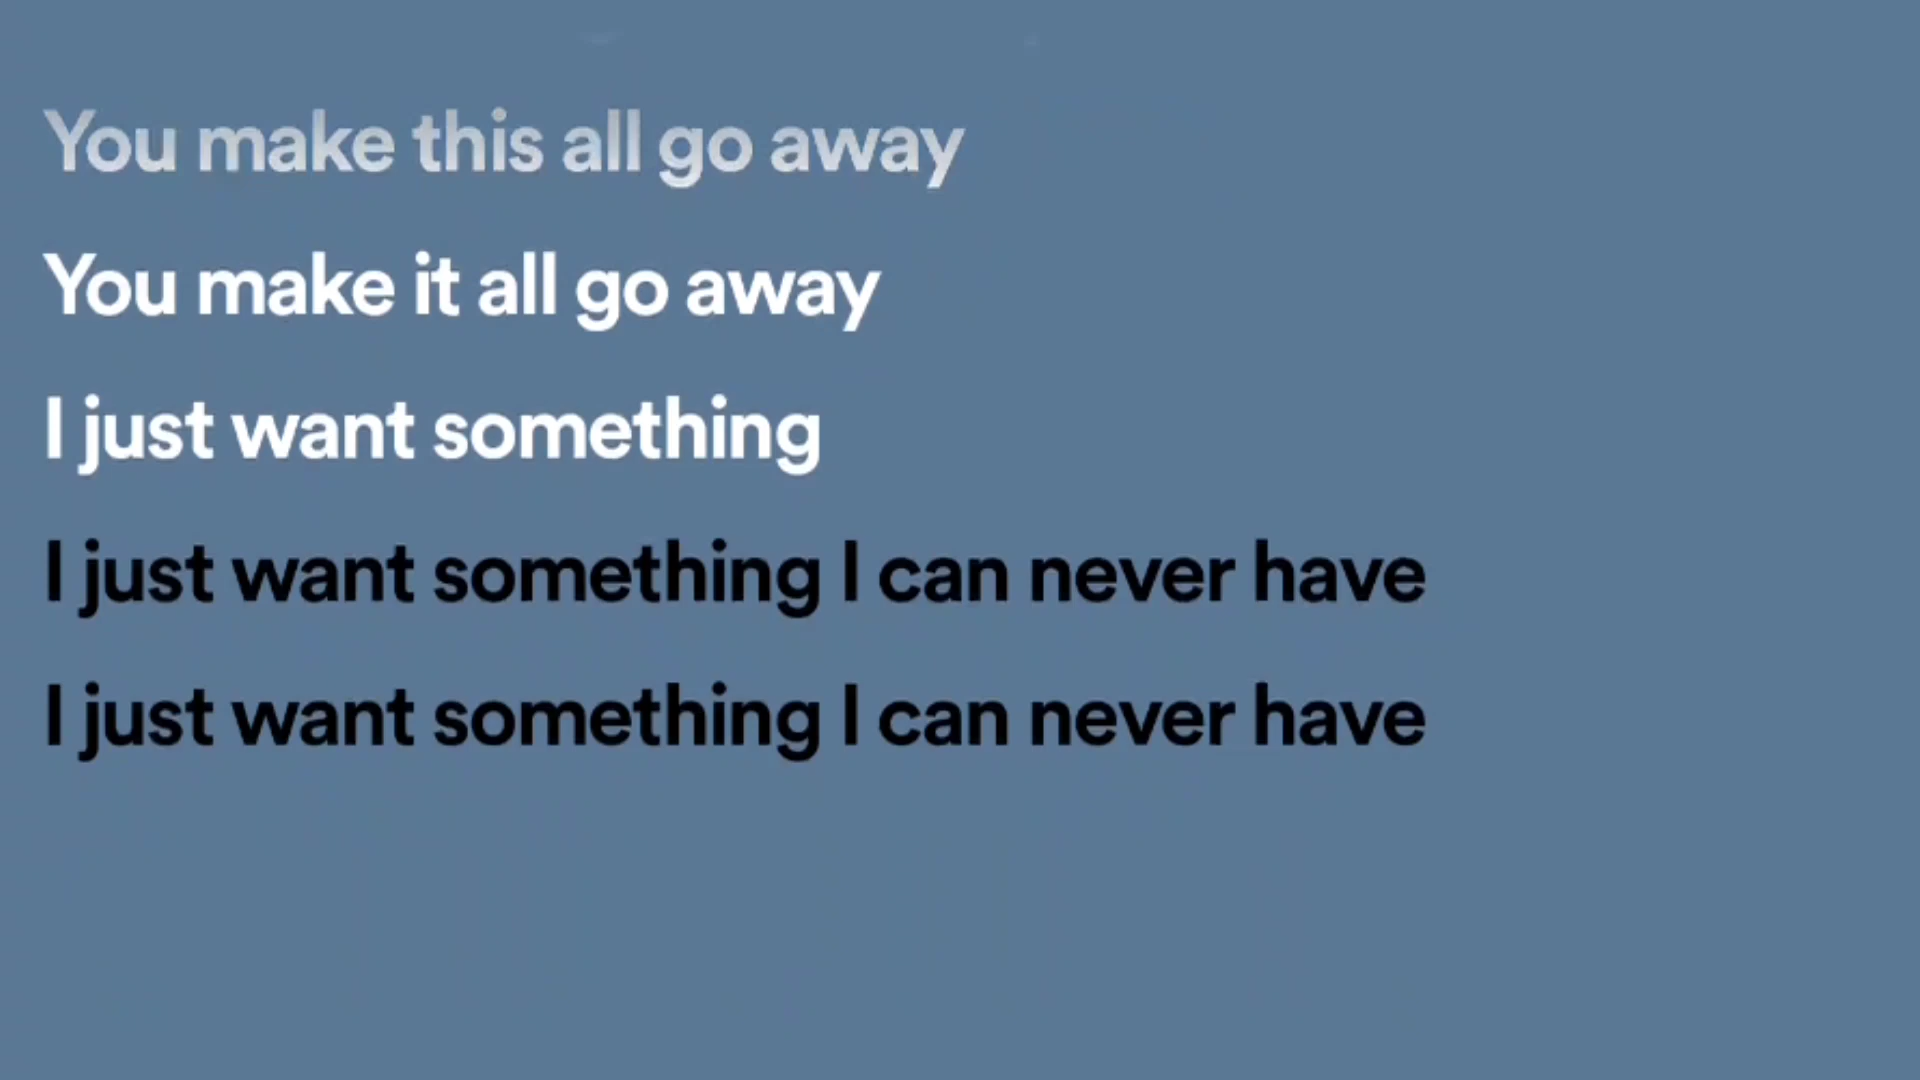 You make this all go away
You make it all go away
I just want something
I just want something I can never have
I just want something I can never have